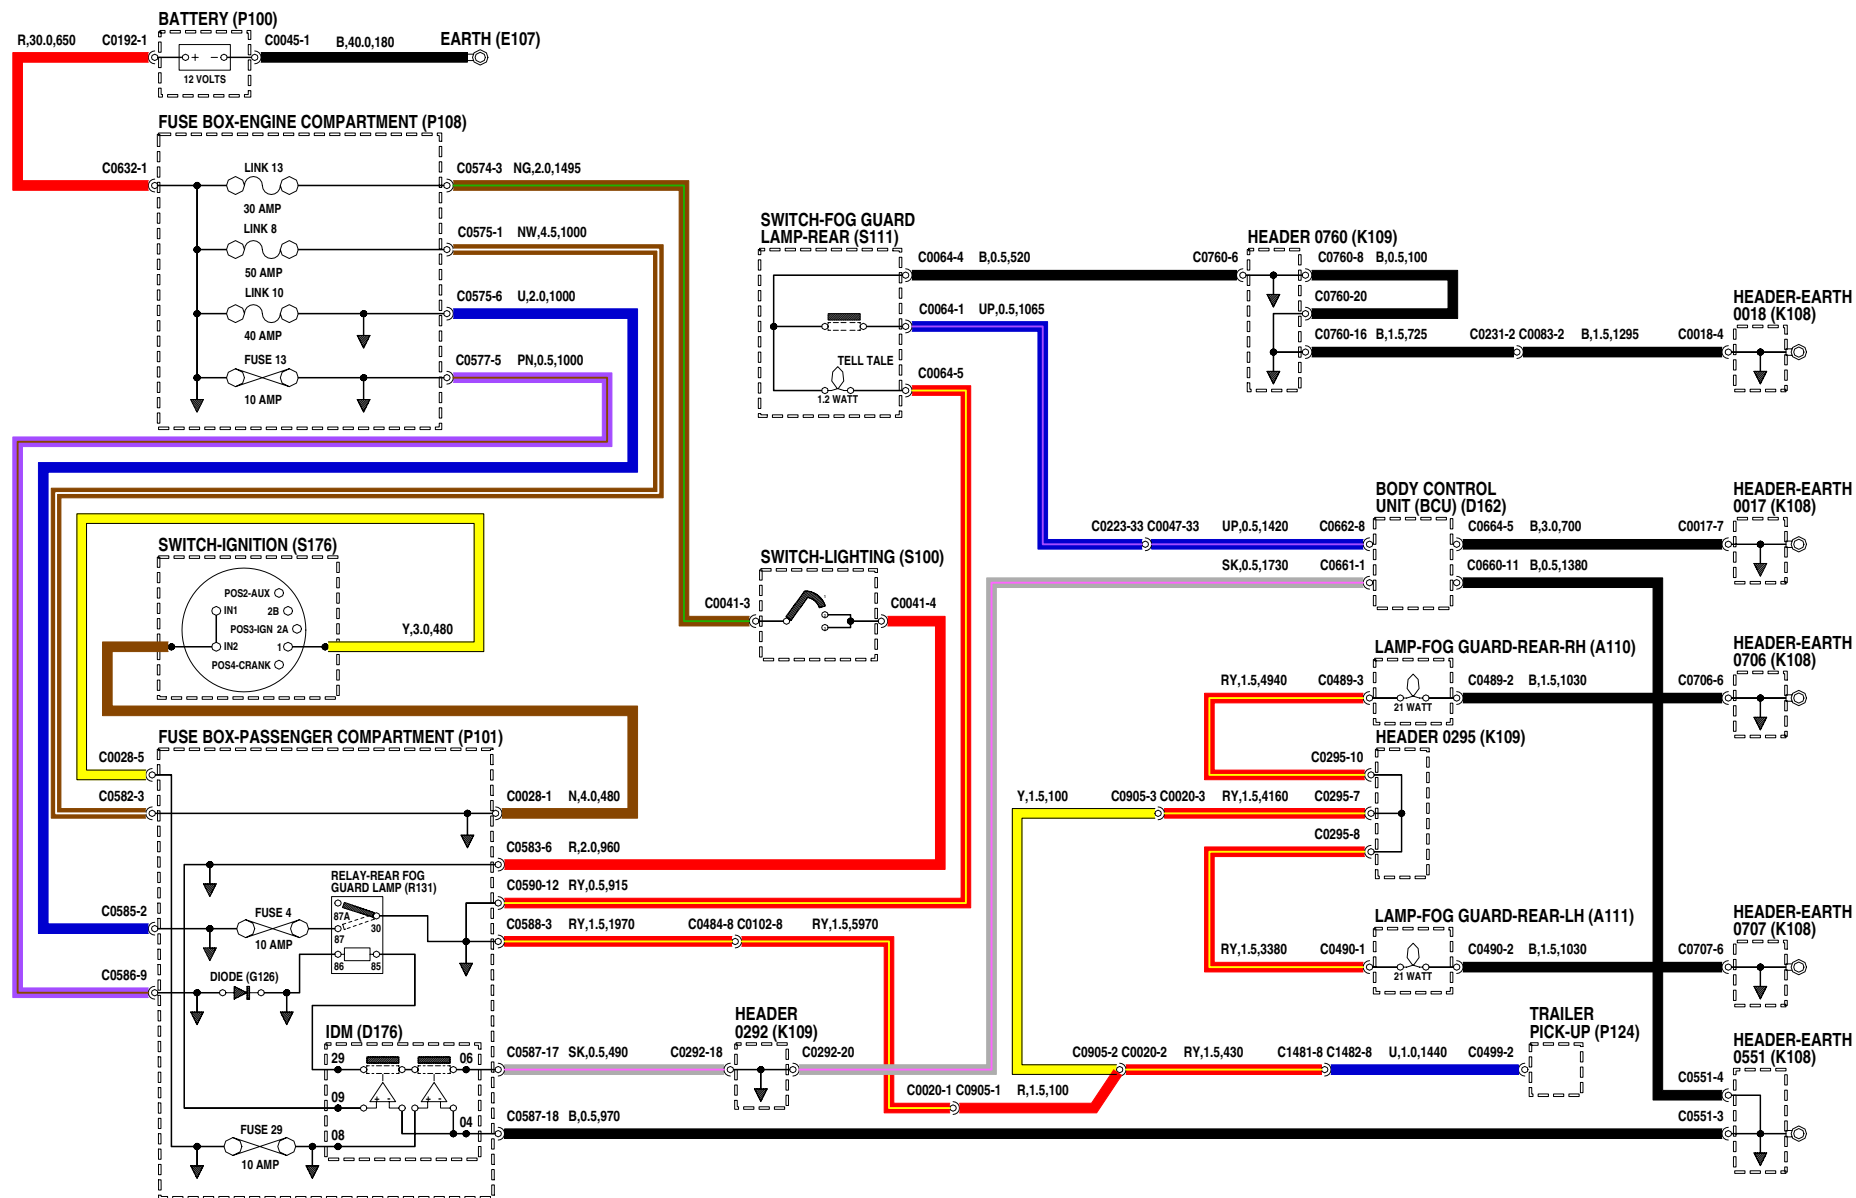 BATTERY (P100)
R,30.0,650
C0192-1
C0045-1
B,40.0,180
EARTH (E107)
+ -
12 VOLTS
FUSE BOX-ENGINE COMPARTMENT (P108)
C0632-1
LINK 13
30 AMP
C0574-3 NG,2.0,1495
LINK 8
50 AMP
C0575-1 NW,4.5,1000
LINK 10
40 AMP
C0575-6 U,2.0,1000
FUSE 13
10 AMP
C0577-5 PN,0.5,1000
SWITCH-FOG GUARD
LAMP-REAR (S111)
C0064-4 B,0.5,520
C0760-6
C0064-1 UP,0.5,1065
TELL TALE
1.2 WATT
C0064-5
HEADER 0760 (K109)
C0760-8 B,0.5,100
C0760-20
C0760-16 B,1.5,725
C0231-2 C0083-2 B,1.5,1295
C0018-4
HEADER-EARTH
0018 (K108)
SWITCH-IGNITION (S176)
POS2-AUX
IN1
2B
POS3-IGN 2A
IN2
1
POS4-CRANK
Y,3.0,480
SWITCH-LIGHTING (S100)
C0041-3
C0041-4
BODY CONTROL
UNIT (BCU) (D162)
C0223-33 C0047-33 UP,0.5,1420
C0662-8
C0664-5 B,3.0,700
C0017-7
HEADER-EARTH
0017 (K108)
SK,0.5,1730
C0661-1
C0660-11 B,0.5,1380
LAMP-FOG GUARD-REAR-RH (A110)
RY,1.5,4940
C0489-3
21 WATT
C0489-2 B,1.5,1030
C0706-6
HEADER-EARTH
0706 (K108)
HEADER 0295 (K109)
C0295-10
Y,1.5,100
C0905-3 C0020-3 RY,1.5,4160
C0295-7
C0295-8
LAMP-FOG GUARD-REAR-LH (A111)
RY,1.5,3380
C0490-1
21 WATT
C0490-2 B,1.5,1030
C0707-6
HEADER-EARTH
0707 (K108)
FUSE BOX-PASSENGER COMPARTMENT (P101)
C0028-5
C0582-3
C0028-1 N,4.0,480
C0583-6 R,2.0,960
RELAY-REAR FOG
GUARD LAMP (R131)
87A
87
30
86
85
C0590-12 RY,0.5,915
C0585-2
FUSE 4
10 AMP
C0588-3 RY,1.5,1970
C0484-8 C0102-8 RY,1.5,5970
C0586-9
DIODE (G126)
IDM (D176)
29
06
+ -
+ -
09
08
04
FUSE 29
10 AMP
C0587-17 SK,0.5,490
C0292-18
HEADER
0292 (K109)
C0292-20
C0587-18 B,0.5,970
C0020-1 C0905-1 R,1.5,100
C0905-2 C0020-2 RY,1.5,430
C1481-8 C1482-8 U,1.0,1440
C0499-2
TRAILER
PICK-UP (P124)
HEADER-EARTH
0551 (K108)
C0551-4
C0551-3